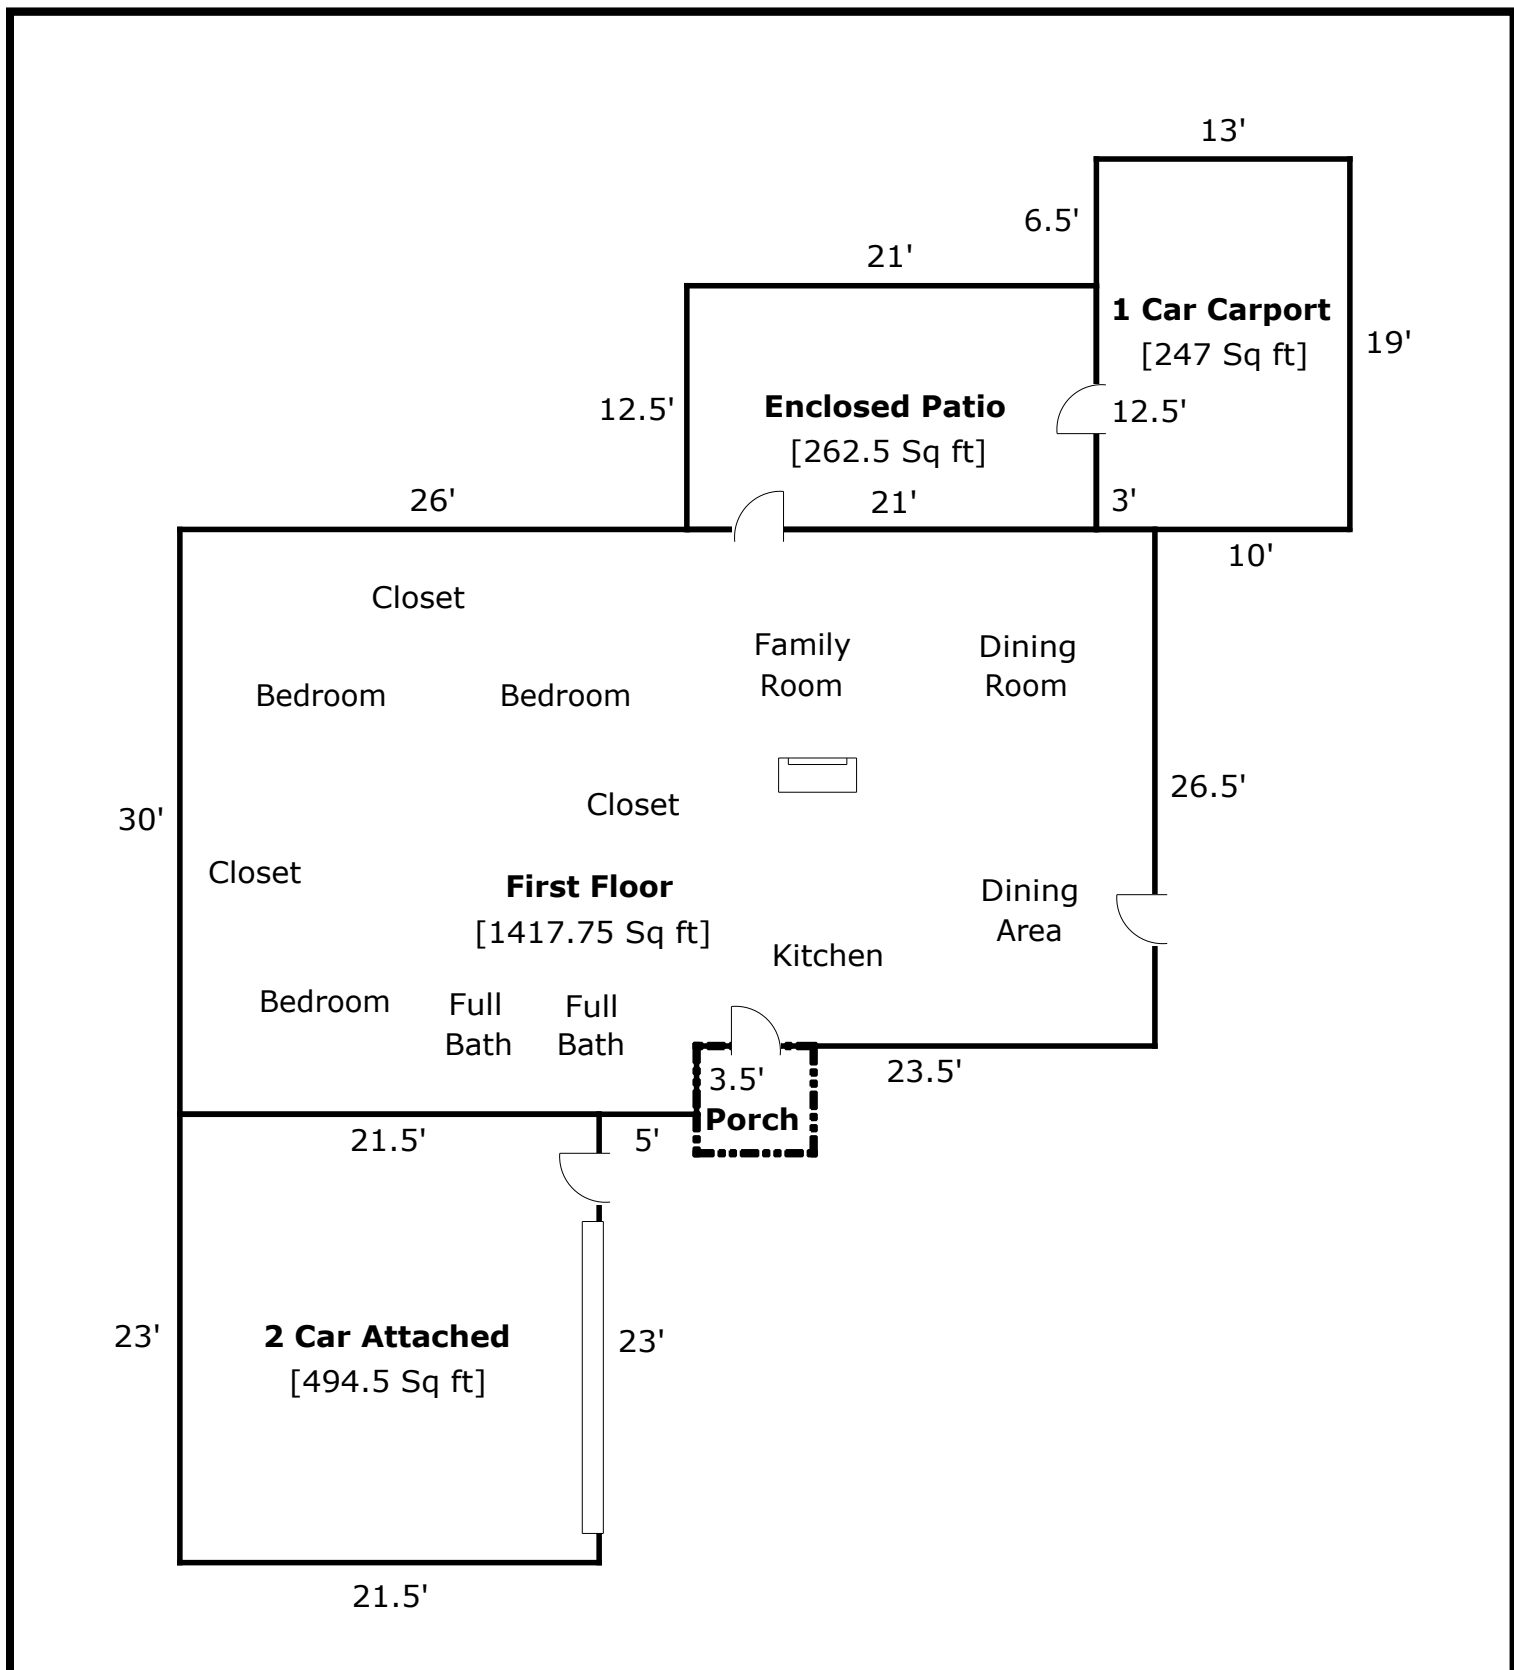 13'
6.5'
21'
1 Car Carport
[247 Sq ft]
19'
12.5'
Enclosed Patio
[262.5 Sq ft]
12.5'
26'
21'
3'
10'
Closet
Family
Room
Dining
Room
Bedroom
Bedroom
26.5'
Closet
30'
Closet
First Floor
[1417.75 Sq ft]
Dining
Area
Kitchen
Bedroom
Full
Bath
Full
Bath
3.5'
Porch
23.5'
21.5'
5'
23'
2 Car Attached
[494.5 Sq ft]
23'
21.5'